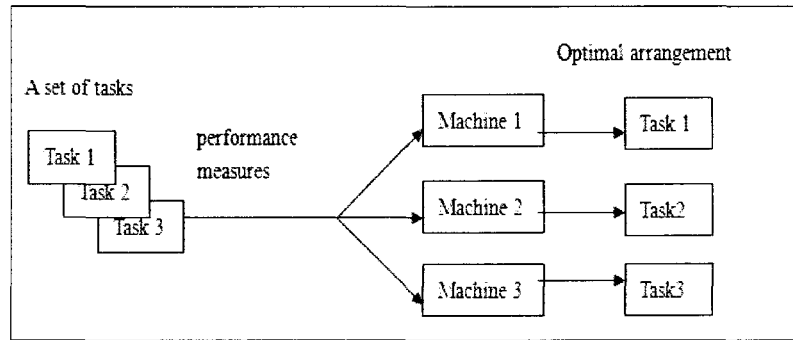 Optimal arrangement
A set of tasks
performance
measures
Task 1
Task 2
Task 3
Machine 1
Task 1
Machine 2
Task2
Machine 3
Task3